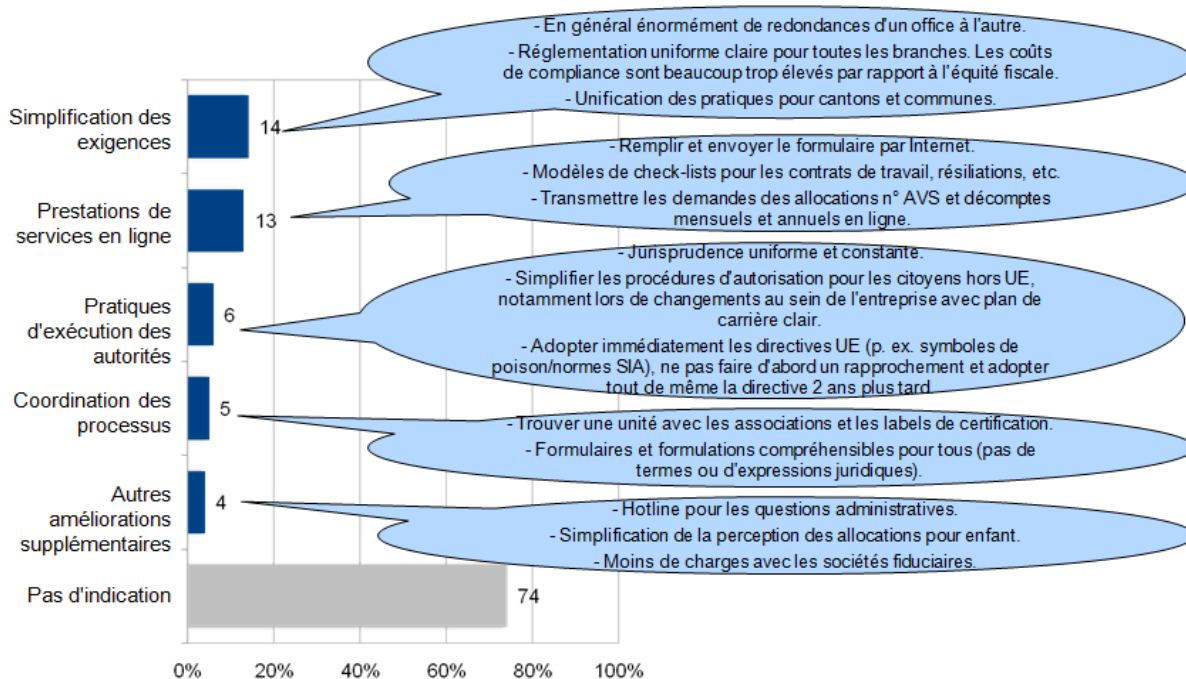 - En général énormément de redondances d'un office à l'autre.
- Réglementation uniforme claire pour toutes les branches. Les coûts
de compliance sont beaucoup trop élevés par rapport à l'équité fiscale.
- Unification des pratiques pour cantons et communes.
Simplification des
exigences
14
- Remplir et envoyer le formulaire par Internet.
- Modèles de check-lists pour les contrats de travail, résiliations, etc.
- Transmettre les demandes des allocations n° AVS et décomptes
mensuels et annuels en ligne.
Prestations de
services en ligne
13
- Jurisprudence uniforme et constante.
- Simplifier les procédures d'autorisation pour les citoyens hors UE,
notamment lors de changements au sein de l'entreprise avec plan de
carrière clair.
- Adopter immédiatement les directives UE (p. ex. symboles de
poison/normes SIA), ne pas faire d'abord un rapprochement et adopter
tout de même la directive 2 ans plus tard.
Pratiques
d'exécution des
autorités
6
Coordination des
processus
5
- Trouver une unité avec les associations et les labels de certification.
- Formulaires et formulations compréhensibles pour tous (pas de
termes ou d'expressions juridiques).
Autres
améliorations
supplémentaires
4
- Hotline pour les questions administratives.
- Simplification de la perception des allocations pour enfant.
- Moins de charges avec les sociétés fiduciaires.
Pas d'indication
74
0% 20% 40% 60% 80% 100%